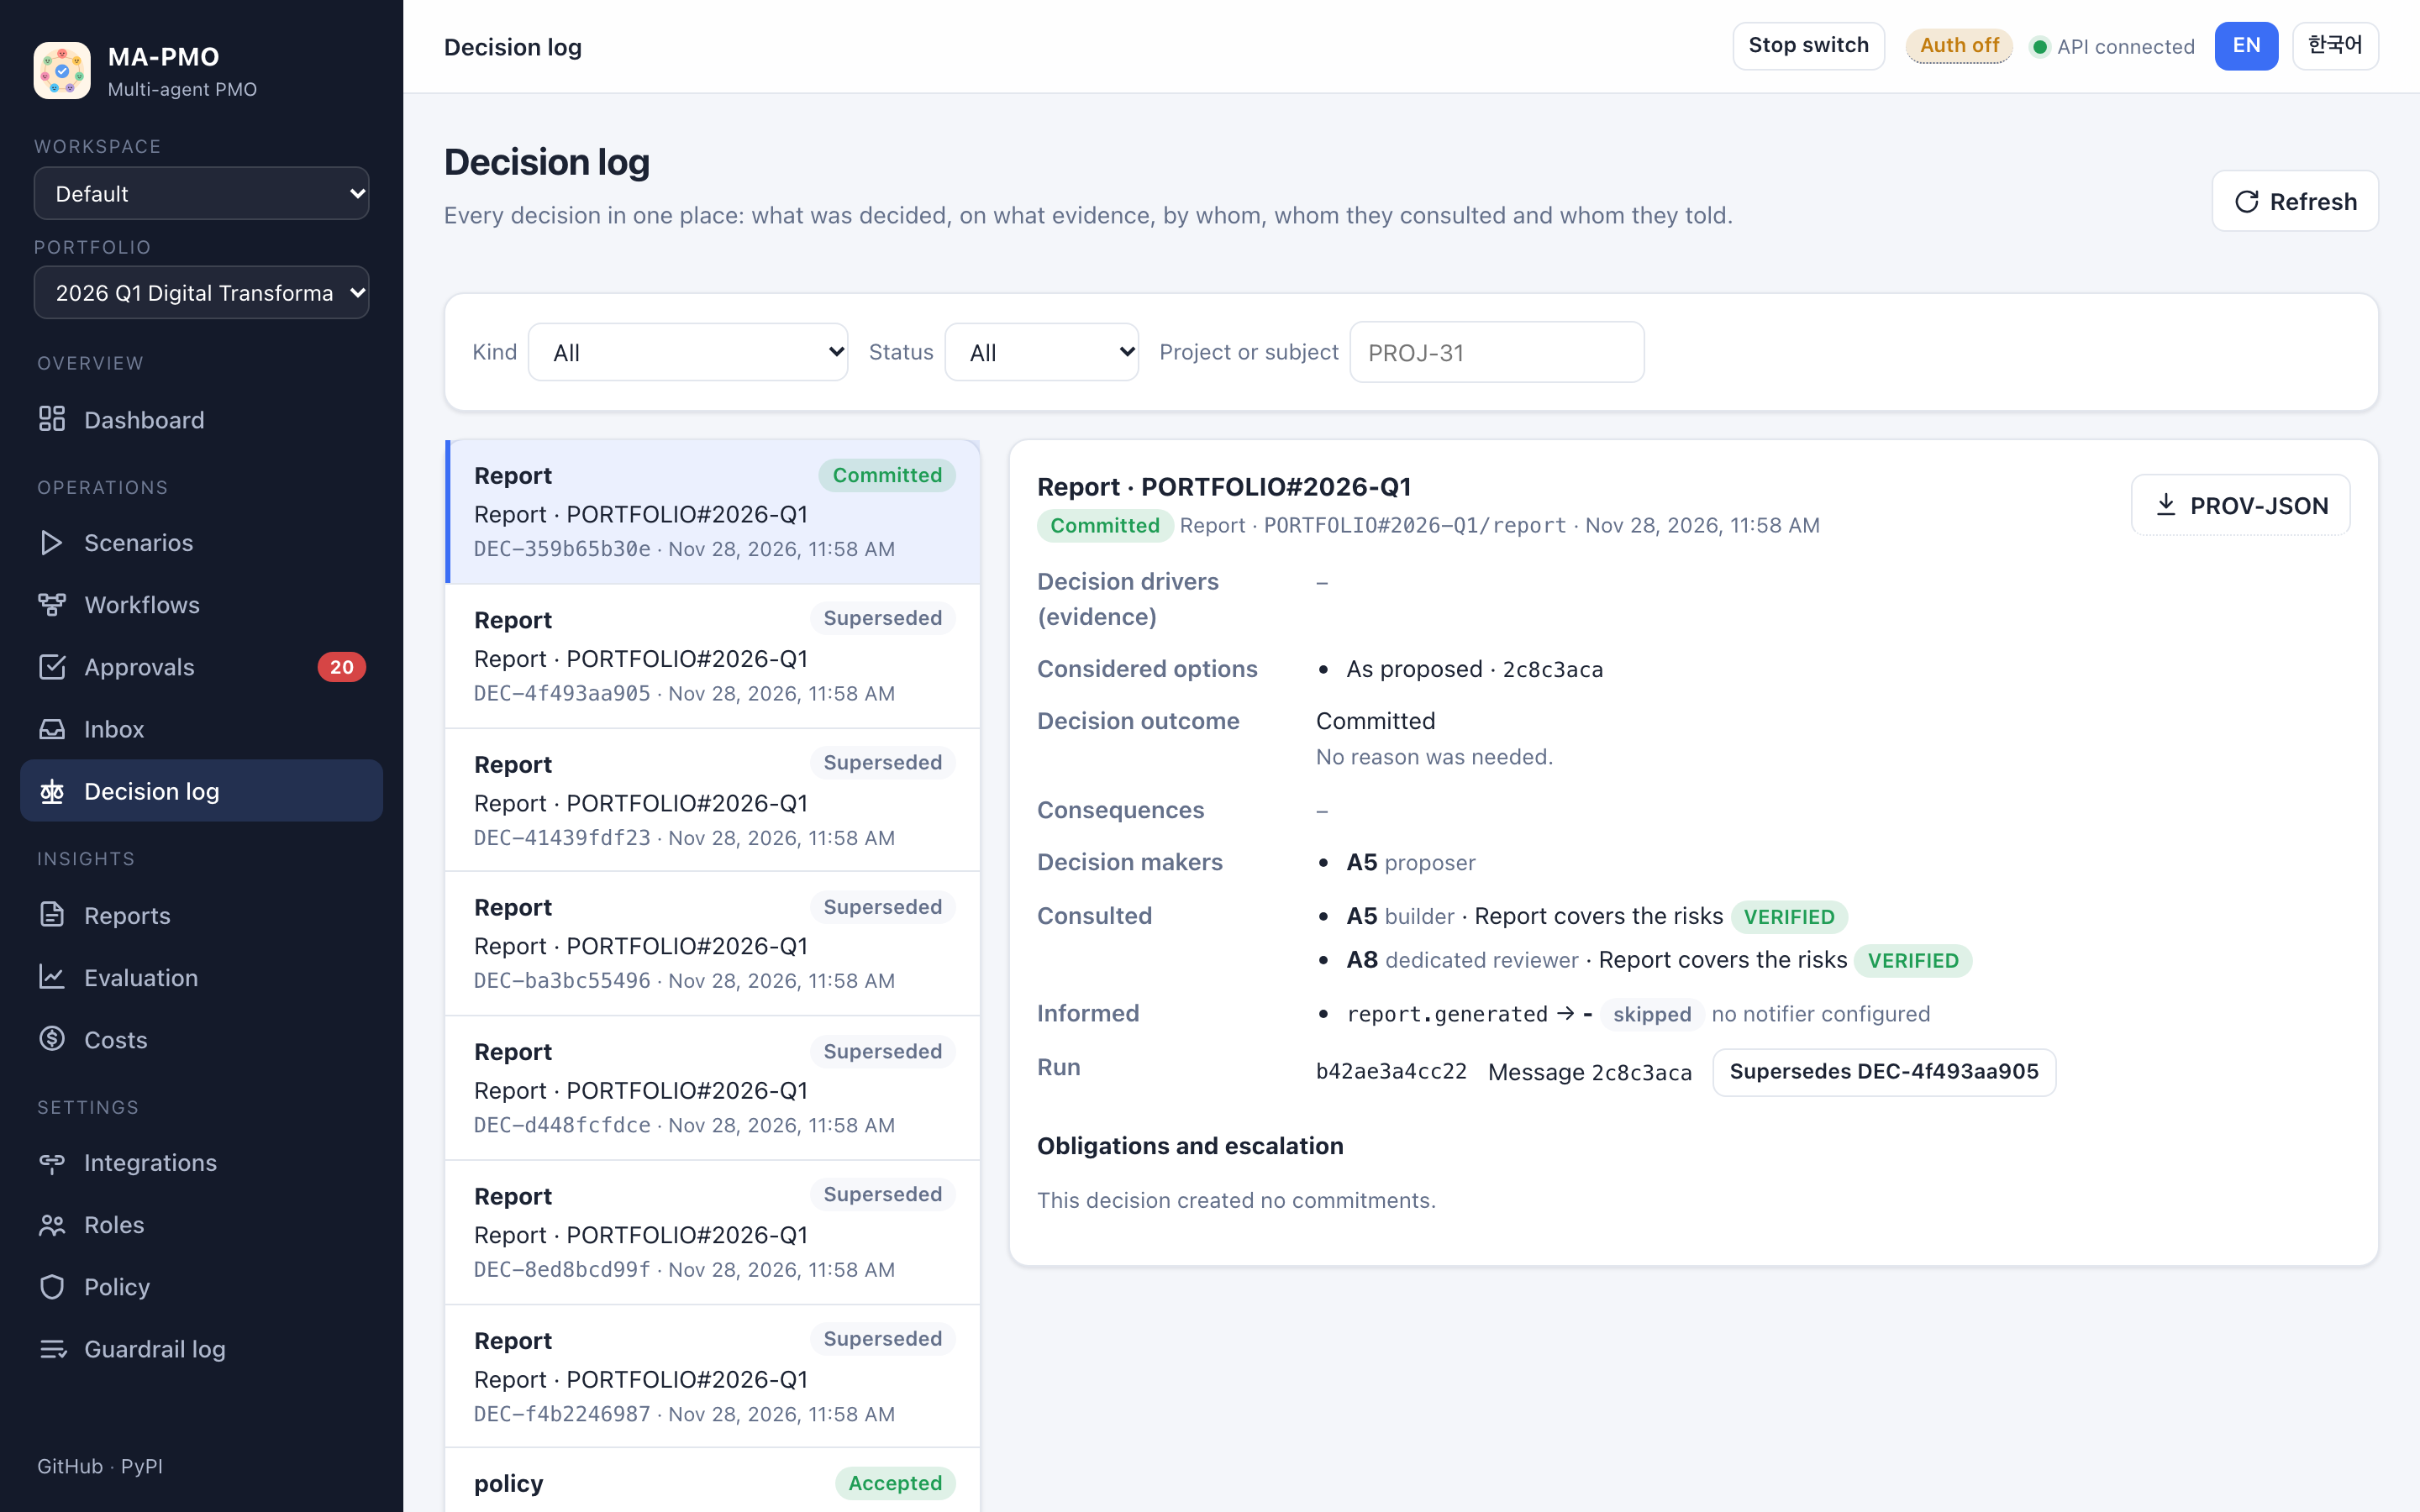 MA-PMO
Multi-agent PMO
WORKSPACE
Default
PORTFOLIO
2026 Q1 Digital Transforma
OVERVIEW
Dashboard
OPERATIONS
Scenarios
Workflows
Approvals 20
Inbox
Decision log
INSIGHTS
Reports
Evaluation
Costs
SETTINGS
Integrations
Roles
Policy
Guardrail log
GitHub · PyPI
Decision log
Stop switch Auth off API connected EN 한국어
Decision log
Every decision in one place: what was decided, on what evidence, by whom, whom they consulted and whom they told.
Refresh
Kind All Status All Project or subject PROJ-31
Report Committed
Report · PORTFOLIO#2026-Q1
DEC-359b65b30e · Nov 28, 2026, 11:58 AM
Report Superseded
Report · PORTFOLIO#2026-Q1
DEC-4f493aa905 · Nov 28, 2026, 11:58 AM
Report Superseded
Report · PORTFOLIO#2026-Q1
DEC-41439fdf23 · Nov 28, 2026, 11:58 AM
Report Superseded
Report · PORTFOLIO#2026-Q1
DEC-ba3bc55496 · Nov 28, 2026, 11:58 AM
Report Superseded
Report · PORTFOLIO#2026-Q1
DEC-d448fcfdce · Nov 28, 2026, 11:58 AM
Report Superseded
Report · PORTFOLIO#2026-Q1
DEC-8ed8bcd99f · Nov 28, 2026, 11:58 AM
Report Superseded
Report · PORTFOLIO#2026-Q1
DEC-f4b2246987 · Nov 28, 2026, 11:58 AM
policy Accepted
Report · PORTFOLIO#2026-Q1
Committed Report · PORTFOLIO#2026-Q1/report · Nov 28, 2026, 11:58 AM
PROV-JSON
Decision drivers –
(evidence)
Considered options • As proposed · 2c8c3aca
Decision outcome Committed
No reason was needed.
Consequences –
Decision makers • A5 proposer
Consulted • A5 builder · Report covers the risks VERIFIED
• A8 dedicated reviewer · Report covers the risks VERIFIED
Informed • report.generated → - skipped no notifier configured
Run b42ae3a4cc22 Message 2c8c3aca Supersedes DEC-4f493aa905
Obligations and escalation
This decision created no commitments.